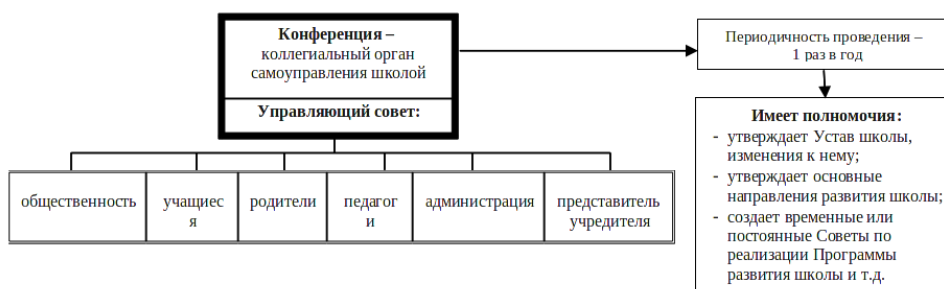 Конференция –
коллегиальный орган
самоуправления школой
Управляющий совет:
Периодичность проведения –
1 раз в год
Имеет полномочия:
- утверждает Устав школы,
изменения к нему;
- утверждает основные
направления развития школы;
- создает временные или
постоянные Советы по
реализации Программы
развития школы и т.д.
общественность
учащиес
я
родители
педагог
и
администрация
представитель
учредителя